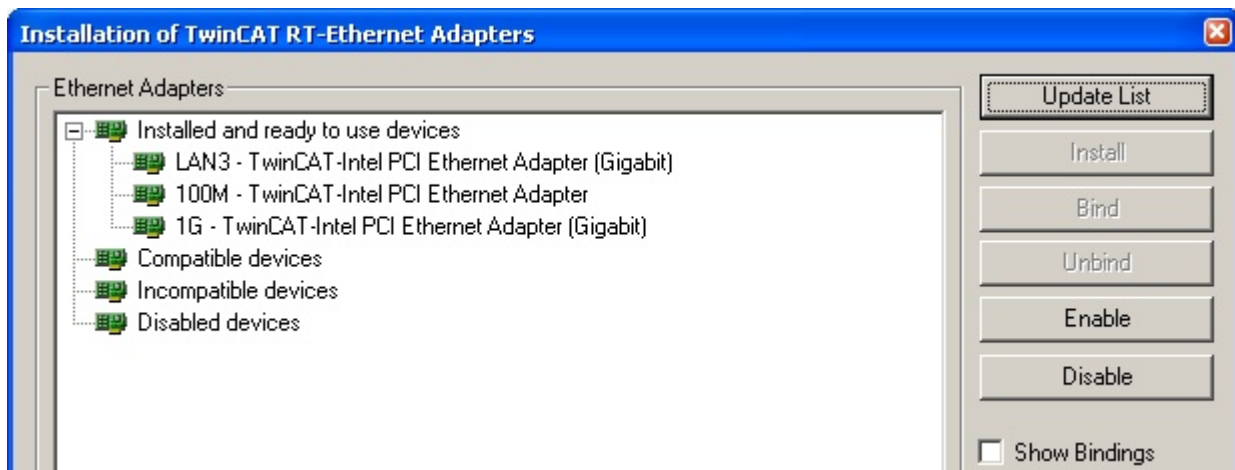 Installation of TwinCAT RT-Ethernet Adapters
Ethernet Adapters
Installed and ready to use devices
LAN3 - TwinCAT-Intel PCI Ethernet Adapter (Gigabit)
100M - TwinCAT-Intel PCI Ethernet Adapter
1G - TwinCAT-Intel PCI Ethernet Adapter (Gigabit)
Compatible devices
Incompatible devices
Disabled devices
Update List
Install
Bind
Unbind
Enable
Disable
Show Bindings